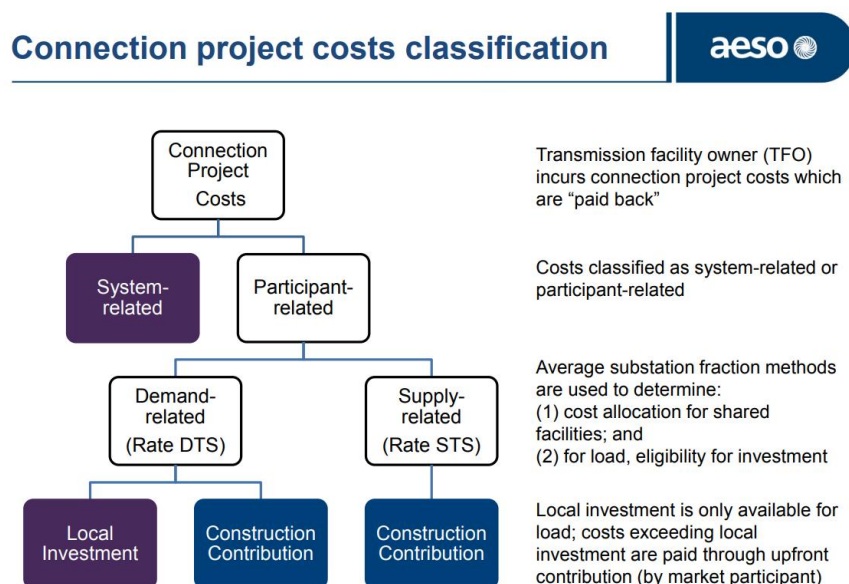 Connection project costs classification
aeso
Connection
Project
Costs
Transmission facility owner (TFO)
incurs connection project costs which
are “paid back”
System-
related
Participant-
related
Costs classified as system-related or
participant-related
Demand-
related
(Rate DTS)
Supply-
related
(Rate STS)
Average substation fraction methods
are used to determine:
(1) cost allocation for shared
facilities; and
(2) for load, eligibility for investment
Local
Investment
Construction
Contribution
Construction
Contribution
Local investment is only available for
load; costs exceeding local
investment are paid through upfront
contribution (by market participant)